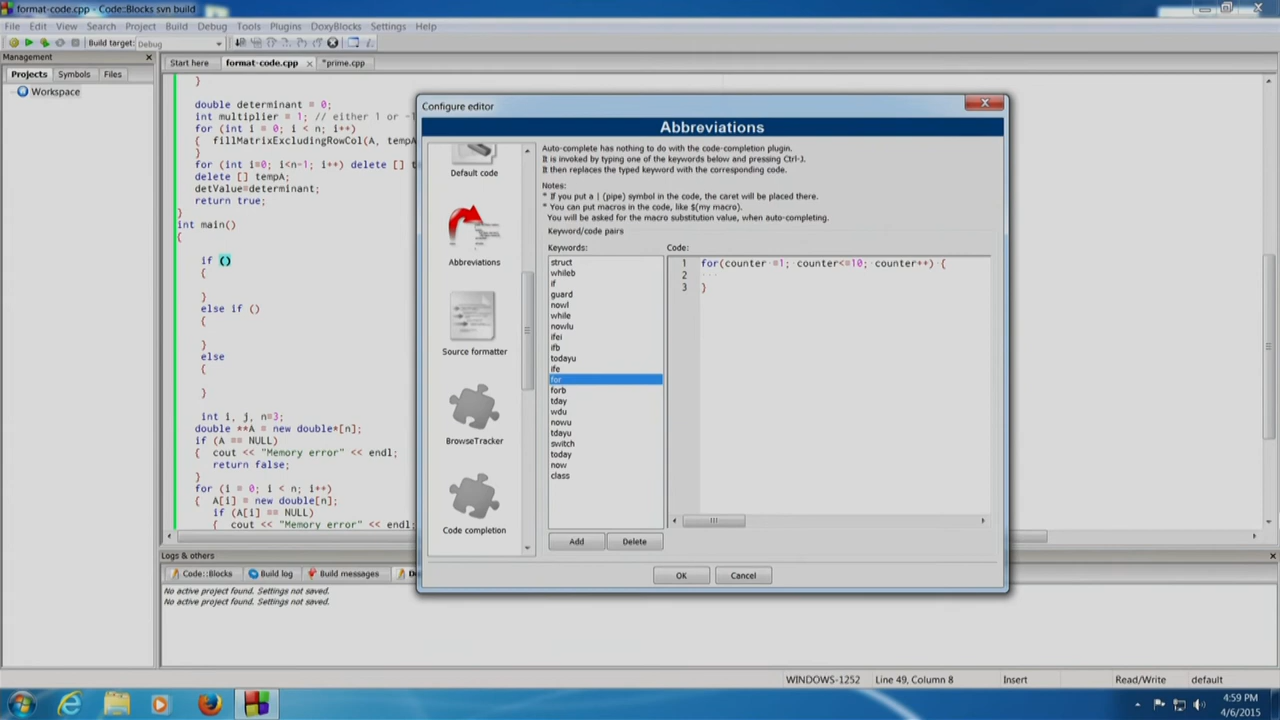 format-code.cpp - Code::Blocks svn build
File Edit View Search Project Build Debug Tools Plugins DoxyBlocks Settings Help
Build target: Debug
Management
Projects Symbols Files
Workspace
Start here format-code.cpp *prime.cpp
}
double determinant = 0;
int multiplier = 1; // either 1 or -1
for (int i = 0; i < n; i++)
{ fillMatrixExcludingRowCol(A, tempA
}
for (int i=0; i<n-1; i++) delete [] t
delete [] tempA;
detValue=determinant;
return true;
}
int main()
{
if ()
{
}
else if ()
{
}
else
{
}
int i, j, n=3;
double **A = new double*[n];
if (A == NULL)
{ cout << "Memory error" << endl;
return false;
}
for (i = 0; i < n; i++)
{ A[i] = new double[n];
if (A[i] == NULL)
{ cout << "Memory error" << endl;
Configure editor
Abbreviations
Default code
Abbreviations
Source formatter
BrowseTracker
Code completion
Auto-complete has nothing to do with the code-completion plugin.
It is invoked by typing one of the keywords below and pressing Ctrl-J.
It then replaces the typed keyword with the corresponding code.
Notes:
* If you put a | (pipe) symbol in the code, the caret will be placed there.
* You can put macros in the code, like $(my macro).
You will be asked for the macro substitution value, when auto-completing.
Keyword/code pairs
Keywords:
struct
whileb
if
guard
nowl
while
nowlu
ifei
ifb
todayu
ife
for
forb
tday
wdu
nowu
tdayu
switch
today
now
class
Code:
1 for(counter =1; counter<=10; counter++) {
2
3 }
Add Delete
OK Cancel
Logs & others
Code::Blocks Build log Build messages
No active project found. Settings not saved.
No active project found. Settings not saved.
WINDOWS-1252 Line 49, Column 8 Insert Read/Write default
4:59 PM
4/6/2015